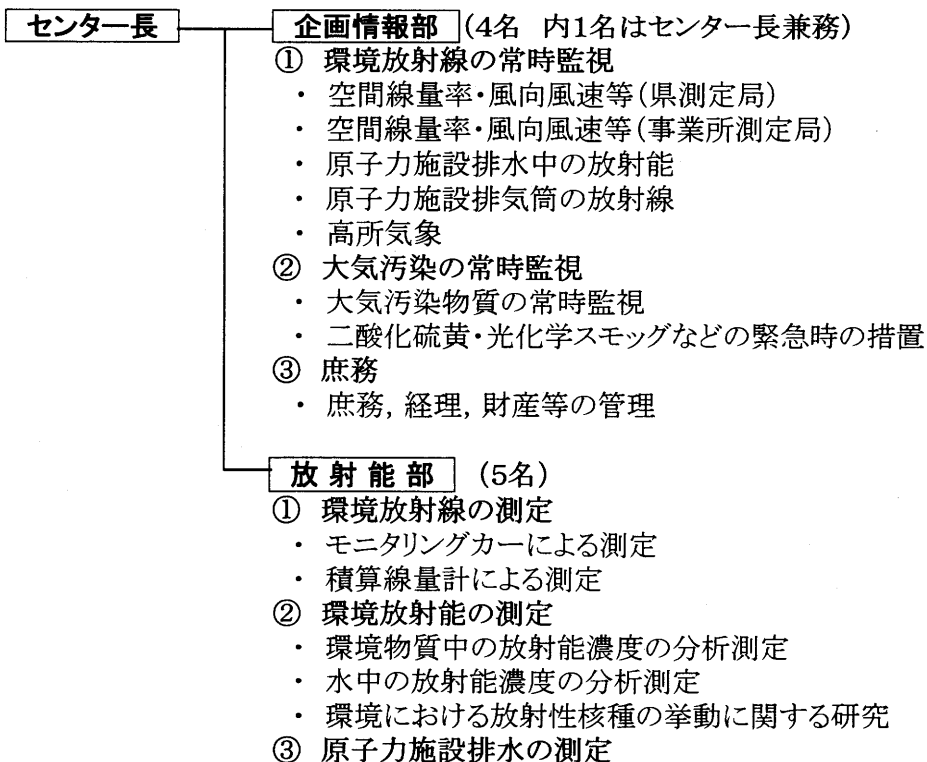 センター長 企画情報部 (4名 内1名はセンター長兼務)
① 環境放射線の常時監視
・ 空間線量率・風向風速等(県測定局)
・ 空間線量率・風向風速等(事業所測定局)
・ 原子力施設排水中の放射能
・ 原子力施設排気筒の放射線
・ 高所気象
② 大気汚染の常時監視
・ 大気汚染物質の常時監視
・ 二酸化硫黄・光化学スモッグなどの緊急時の措置
③ 庶務
・ 庶務, 経理, 財産等の管理
放射能部 (5名)
① 環境放射線の測定
・ モニタリングカーによる測定
・ 積算線量計による測定
② 環境放射能の測定
・ 環境物質中の放射能濃度の分析測定
・ 水中の放射能濃度の分析測定
・ 環境における放射性核種の挙動に関する研究
③ 原子力施設排水の測定